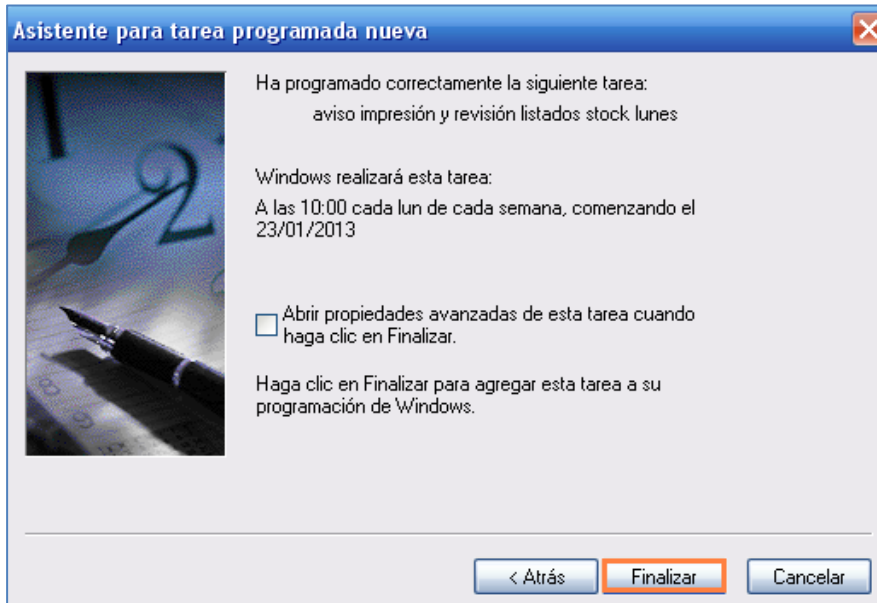 Asistente para tarea programada nueva
Ha programado correctamente la siguiente tarea:
aviso impresión y revisión listados stock lunes
Windows realizará esta tarea:
A las 10:00 cada lun de cada semana, comenzando el
23/01/2013
Abrir propiedades avanzadas de esta tarea cuando
haga clic en Finalizar.
Haga clic en Finalizar para agregar esta tarea a su
programación de Windows.
< Atrás
Finalizar
Cancelar